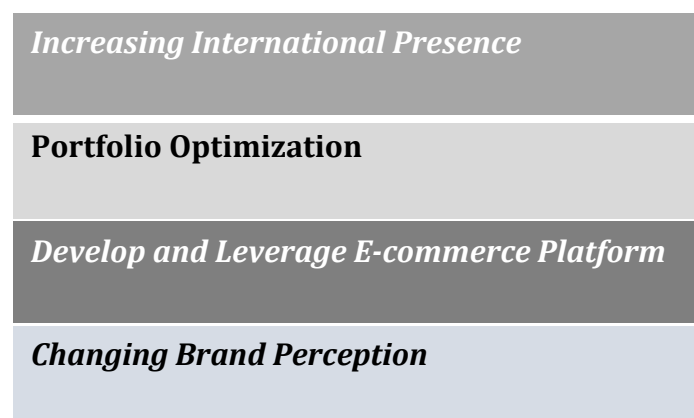 Increasing International Presence
Portfolio Optimization
Develop and Leverage E-commerce Platform
Changing Brand Perception